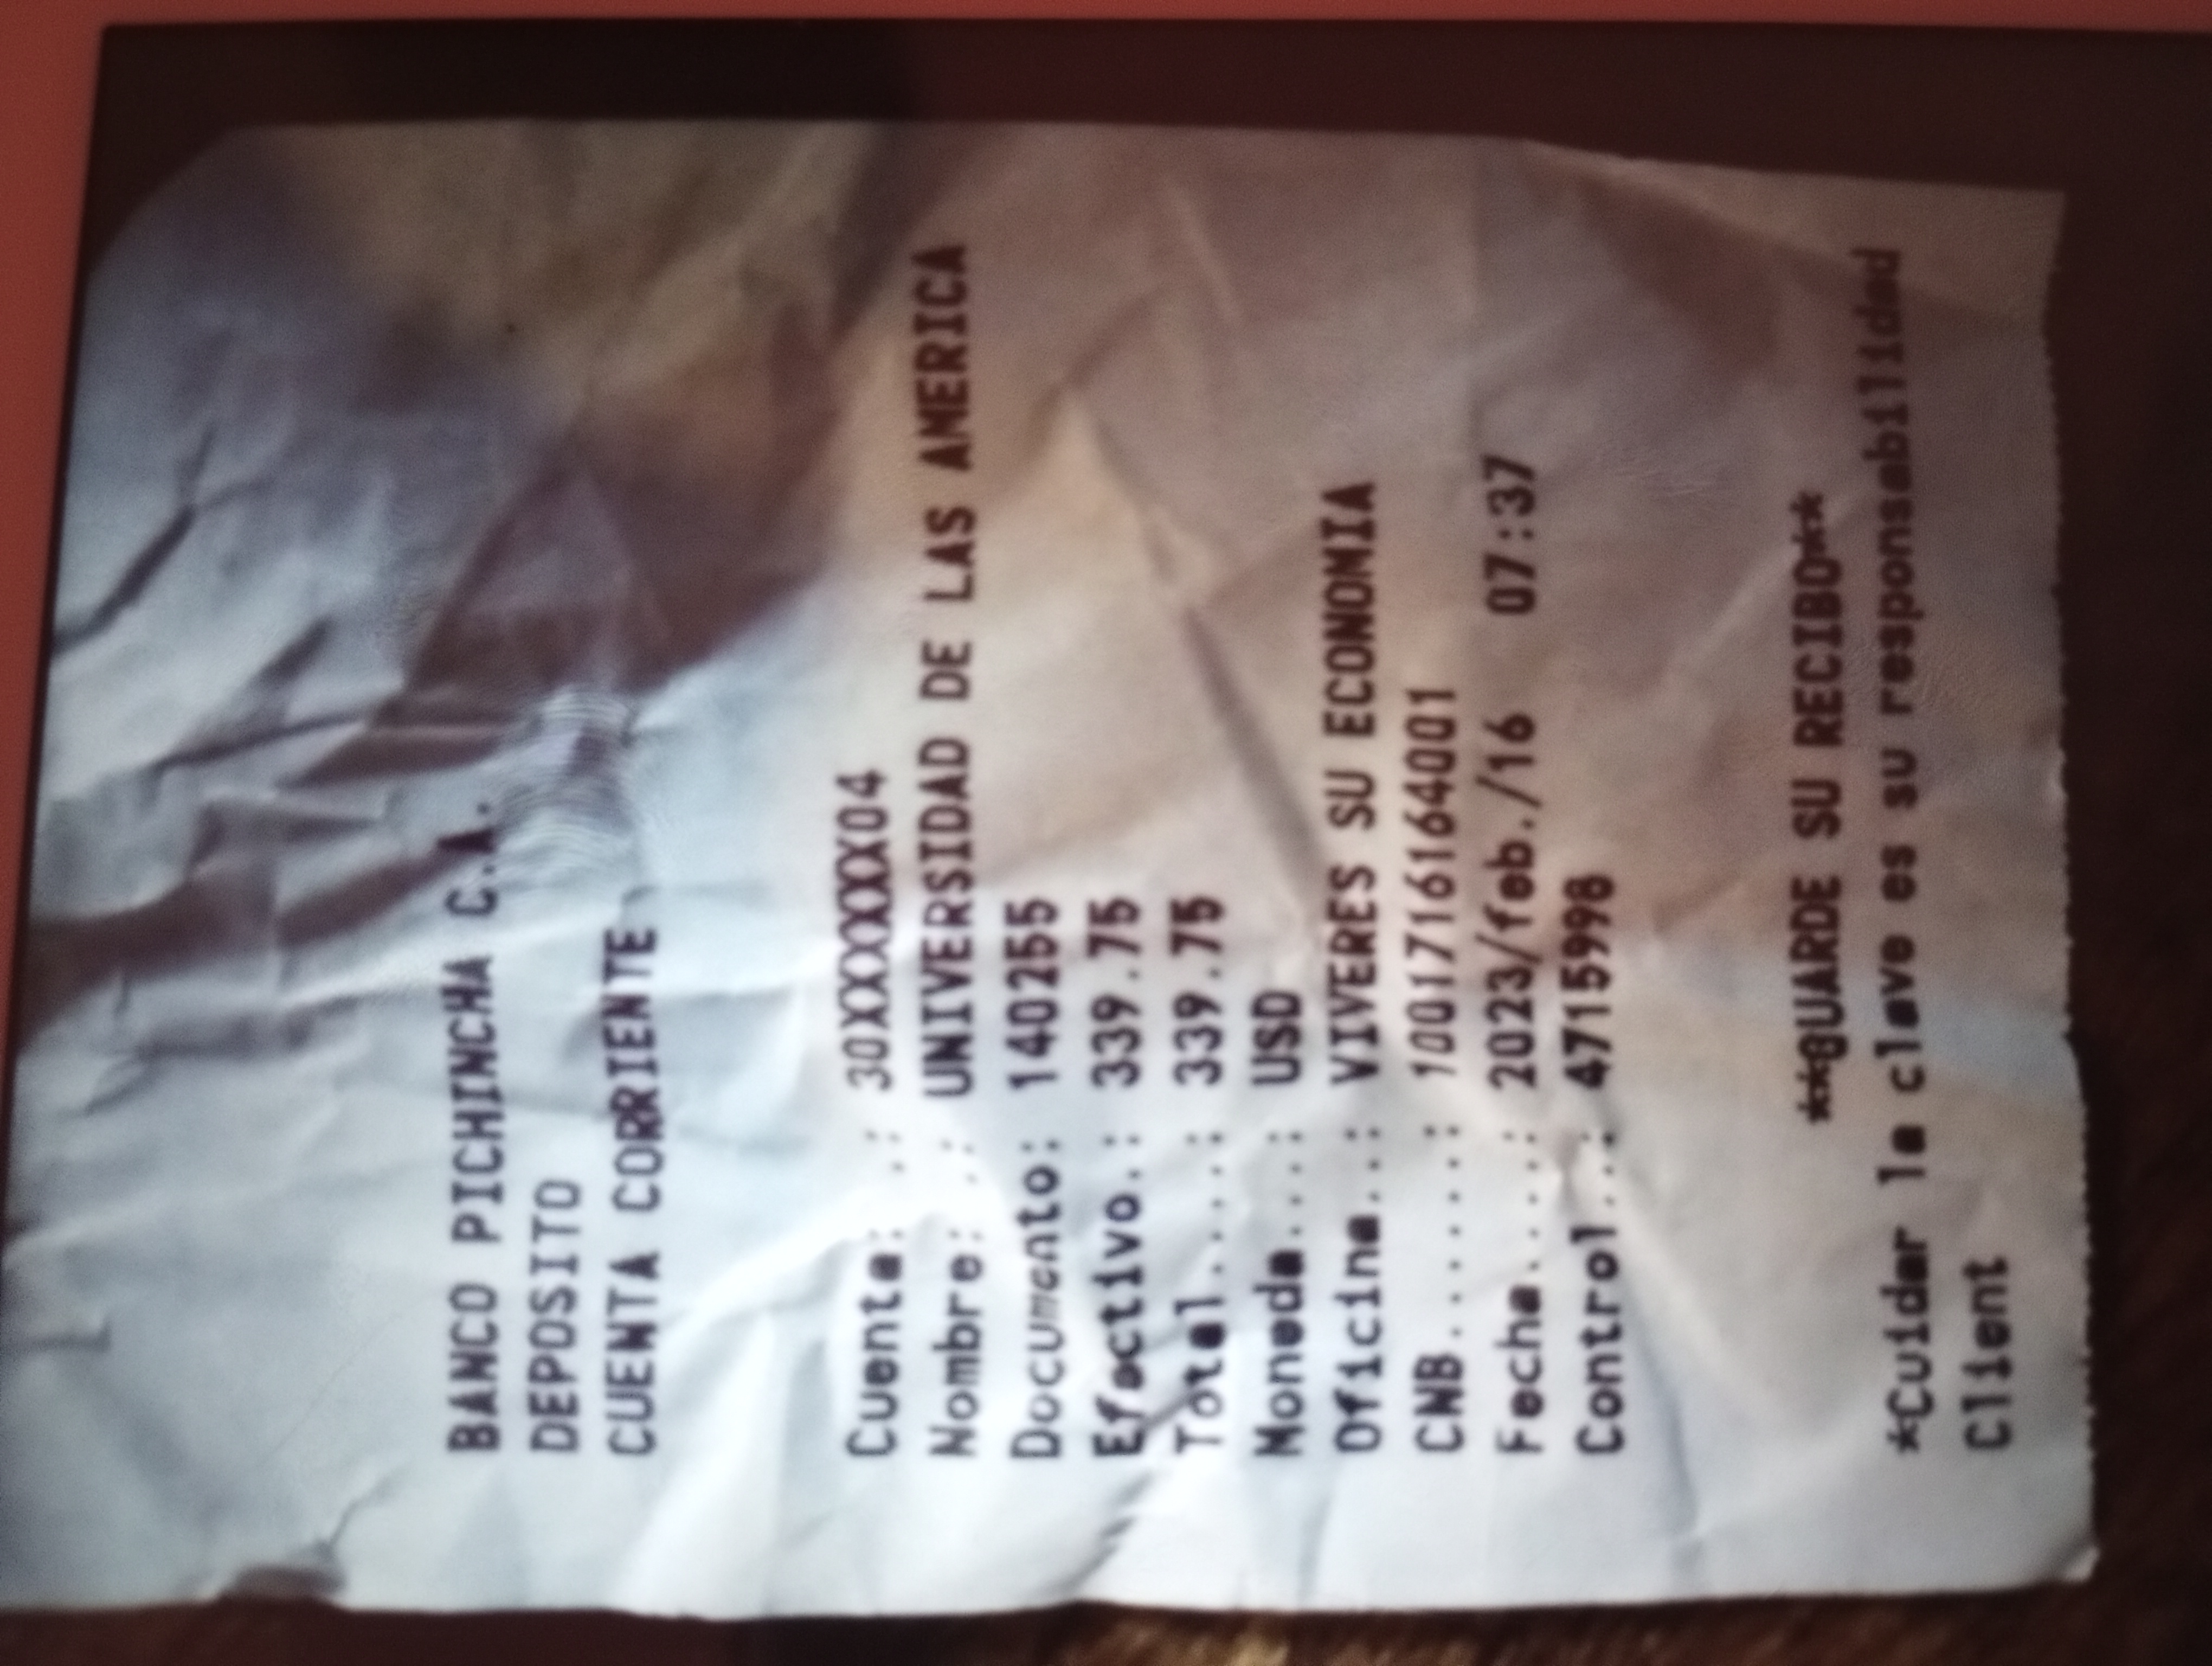 BANCO PICHINCHA C.A.
DEPOSITO
CUENTA CORRIENTE
Cuenta: .: 30XXXXXX04
Nombre: .: UNIVERSIDAD DE LAS AMERICA
Documento: 140255
Efectivo.: 339.75
Total....: 339.75
Moneda...: USD
Oficina..: VIVERES SU ECONOMIA
CNB......: 1001716164001
Fecha....: 2023/feb./16 07:37
Control..: 4715998
**GUARDE SU RECIBO**
*Cuidar la clave es su responsabilidad
Client